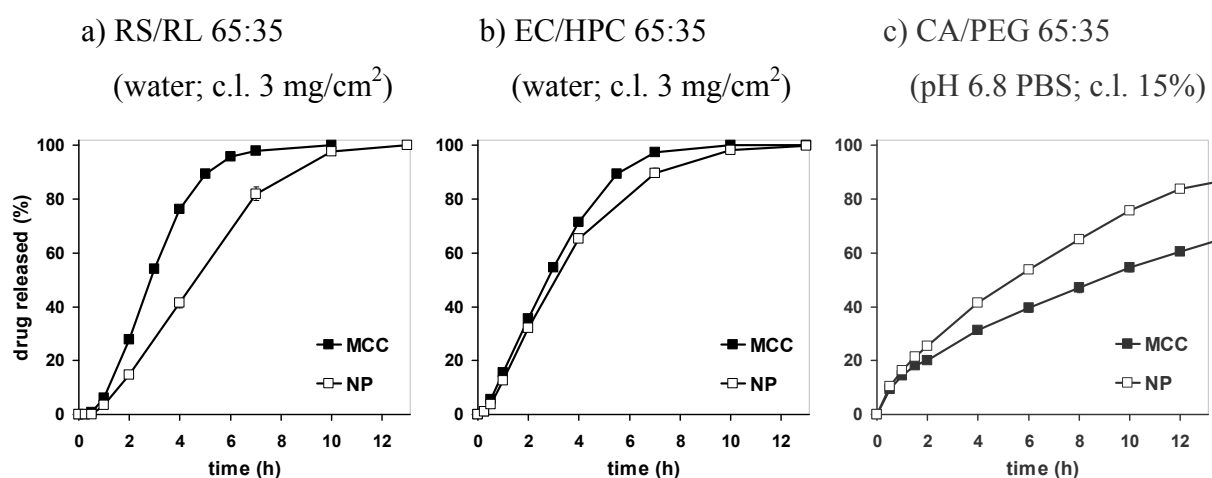 a) RS/RL 65:35
(water; c.l. 3 mg/cm²)
b) EC/HPC 65:35
(water; c.l. 3 mg/cm²)
c) CA/PEG 65:35
(pH 6.8 PBS; c.l. 15%)
drug released (%)
100
80
60
40
20
0
MCC
NP
0 2 4 6 8 10 12
time (h)
100
80
60
40
20
0
MCC
NP
0 2 4 6 8 10 12
time (h)
100
80
60
40
20
0
MCC
NP
0 2 4 6 8 10 12
time (h)